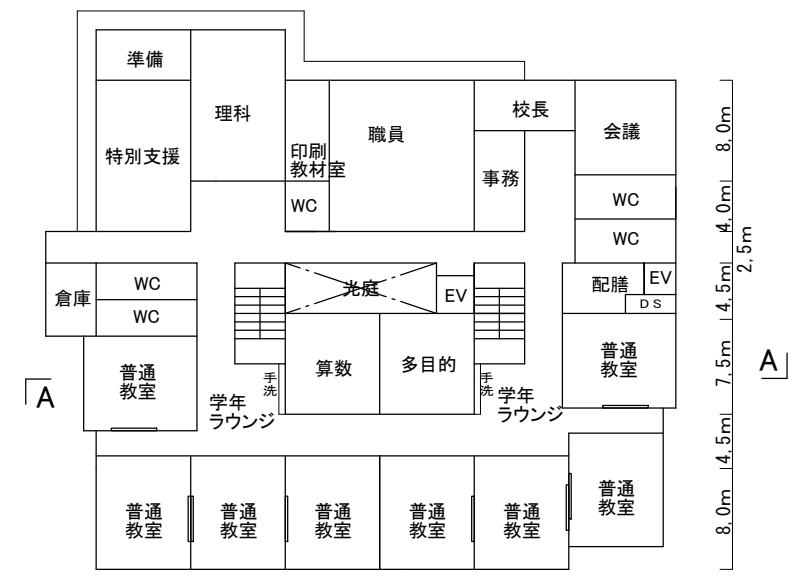 準備
理科
特別支援
印刷
教材室
職員
校長
会議
事務
WC
WC
WC
8,0m
4,0m
2,5m
倉庫
WC
WC
光庭
EV
配膳
EV
DS
4,5m
普通
教室
手
洗
算数
多目的
手
洗
普通
教室
7,5m
A
A
学年
ラウンジ
学年
ラウンジ
4,5m
普通
教室
普通
教室
普通
教室
普通
教室
普通
教室
普通
教室
8,0m